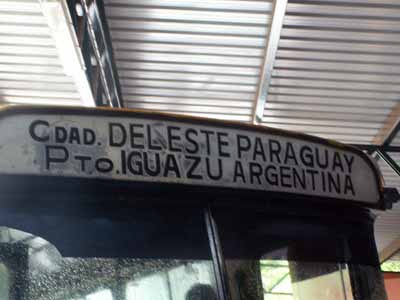 CDAD. DEL ESTE PARAGUAY
PTO. IGUAZU ARGENTINA